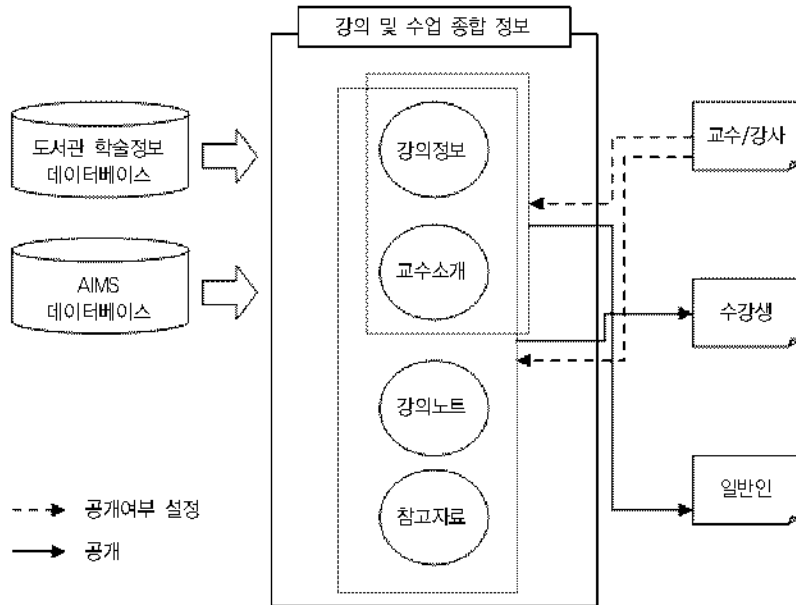 강의 및 수업 종합 정보
도서관 학술정보
데이터베이스
강의정보
교수/강사
AIMS
데이터베이스
교수소개
수강생
강의노트
일반인
참고자료
공개여부 설정
공개